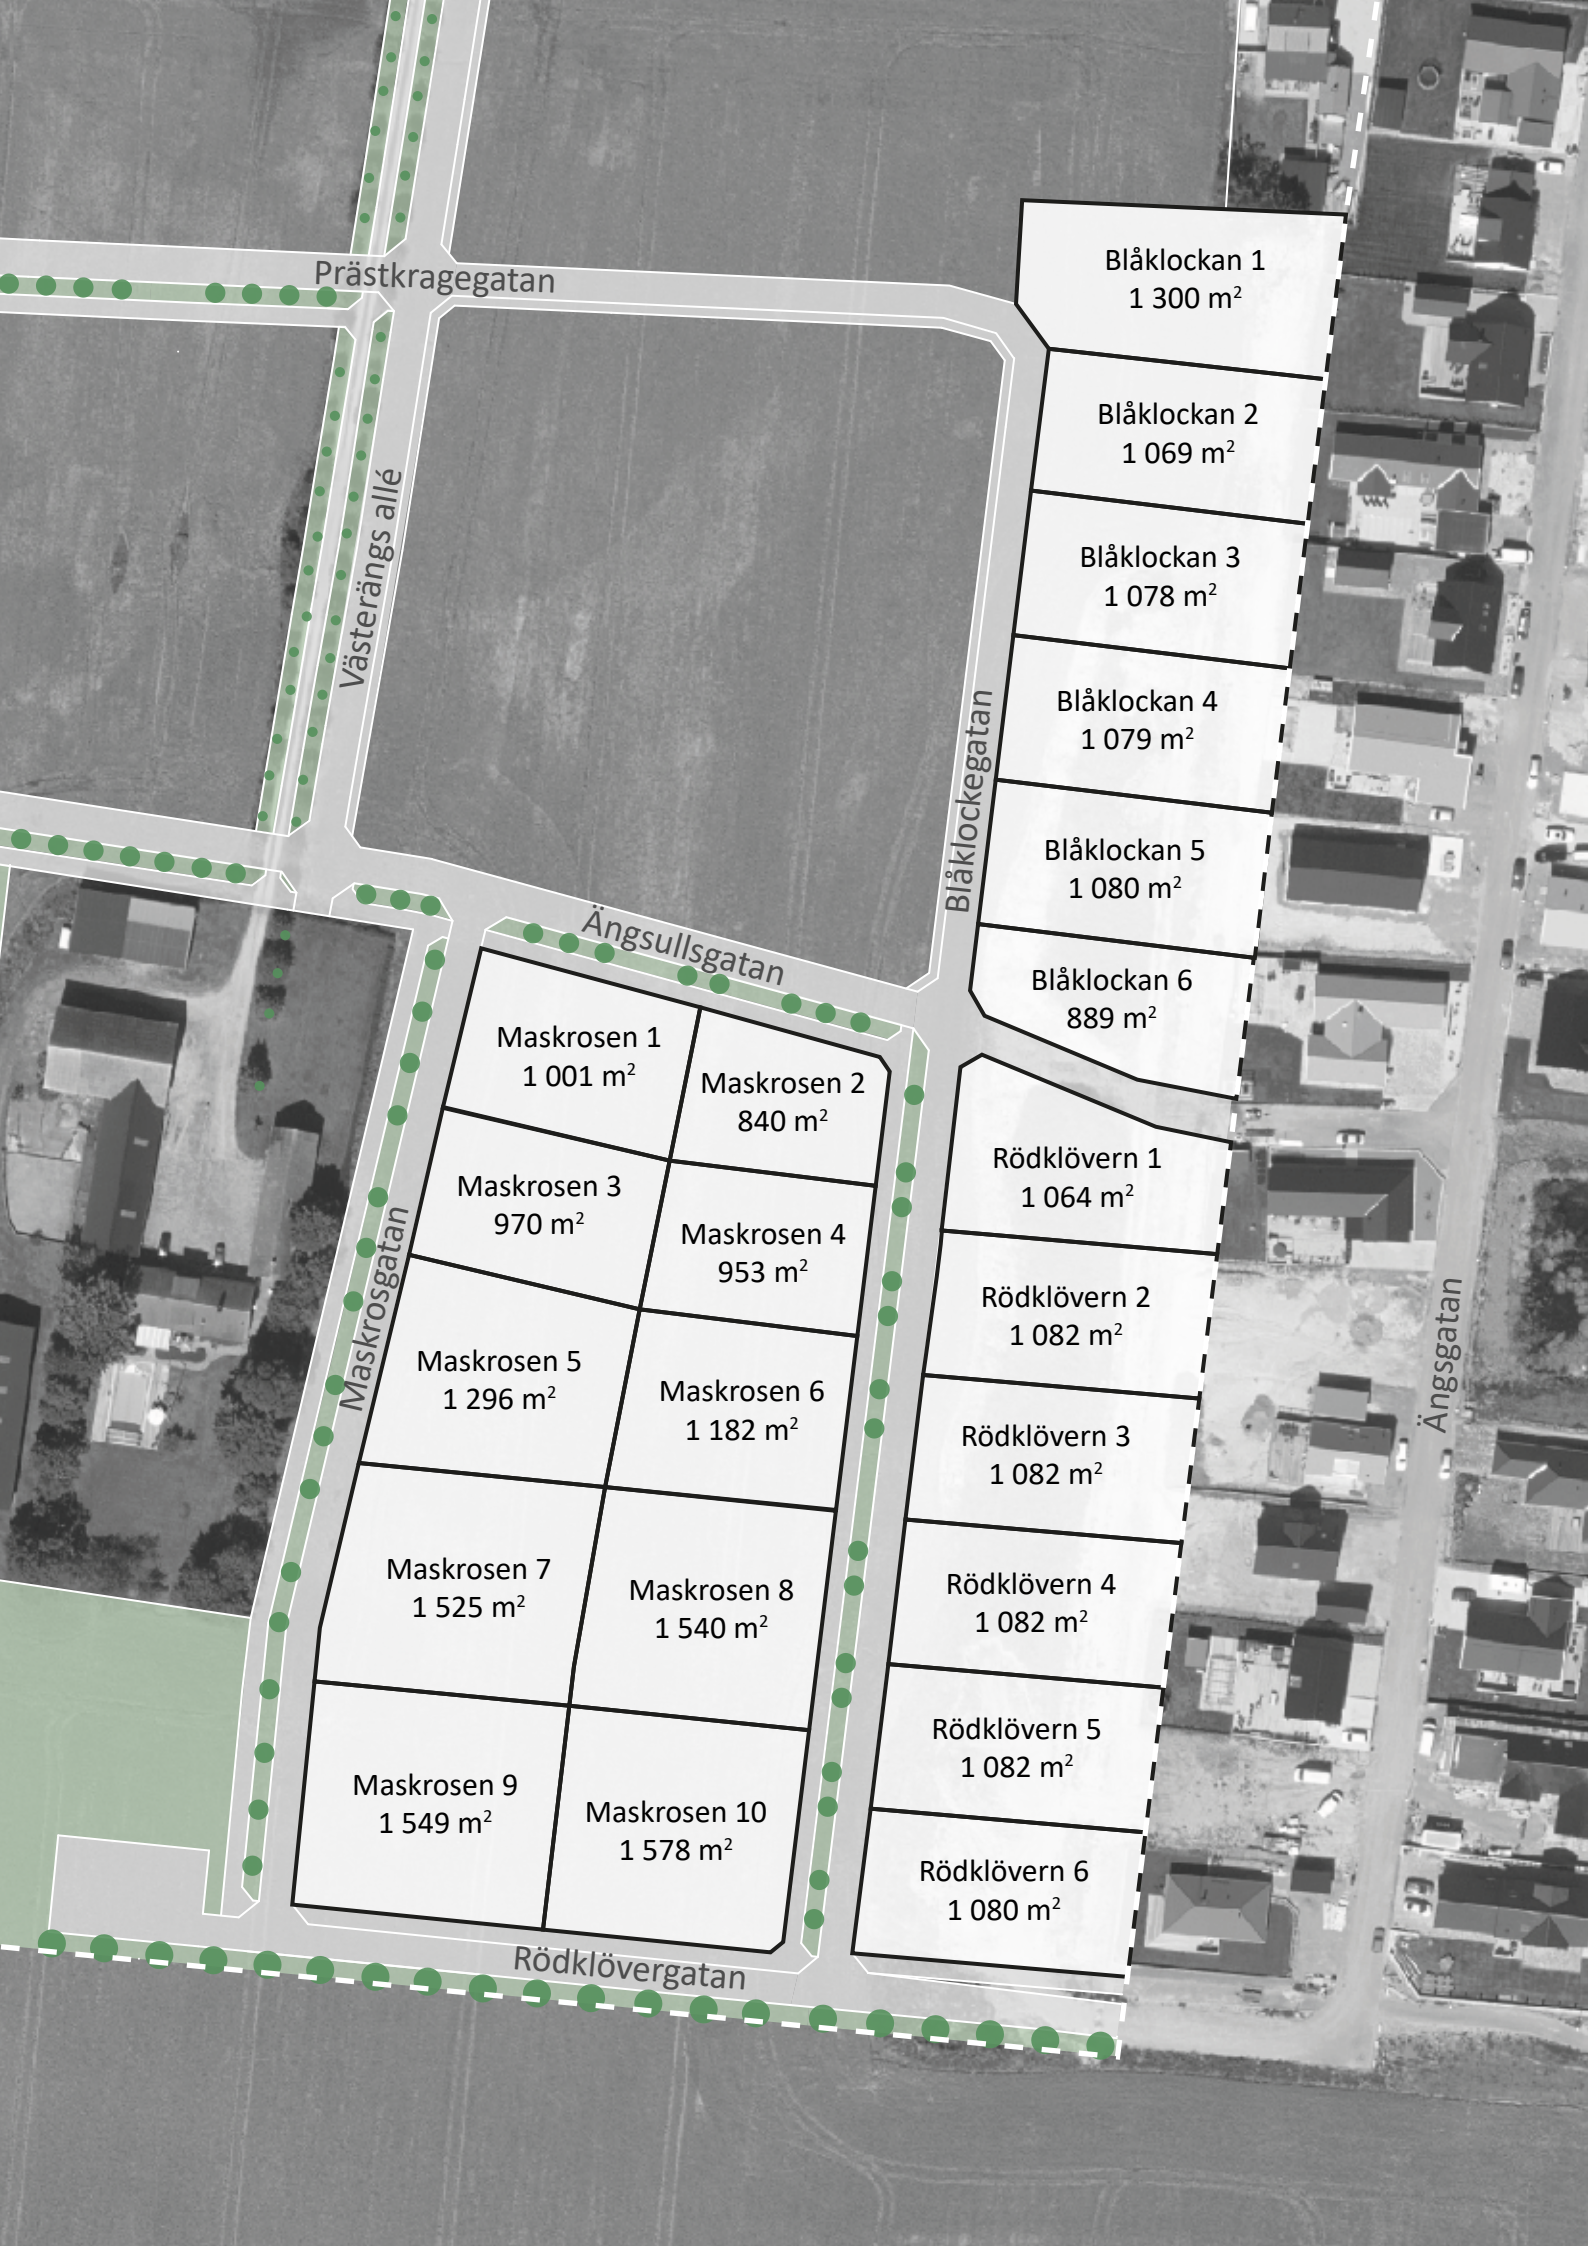 Prästkragegatan
Blåklockan 1
1 300 m²
Blåklockan 2
1 069 m²
Västerängs allé
Blåklockan 3
1 078 m²
Blåklockegatan
Blåklockan 4
1 079 m²
Blåklockan 5
1 080 m²
Ängsullsgatan
Blåklockan 6
889 m²
Maskrosen 1
1 001 m²
Maskrosen 2
840 m²
Maskrosgatan
Maskrosen 3
970 m²
Maskrosen 4
953 m²
Rödklövern 1
1 064 m²
Rödklövern 2
1 082 m²
Ängsgatan
Maskrosen 5
1 296 m²
Maskrosen 6
1 182 m²
Rödklövern 3
1 082 m²
Maskrosen 7
1 525 m²
Maskrosen 8
1 540 m²
Rödklövern 4
1 082 m²
Rödklövern 5
1 082 m²
Maskrosen 9
1 549 m²
Maskrosen 10
1 578 m²
Rödklövern 6
1 080 m²
Rödklövergatan